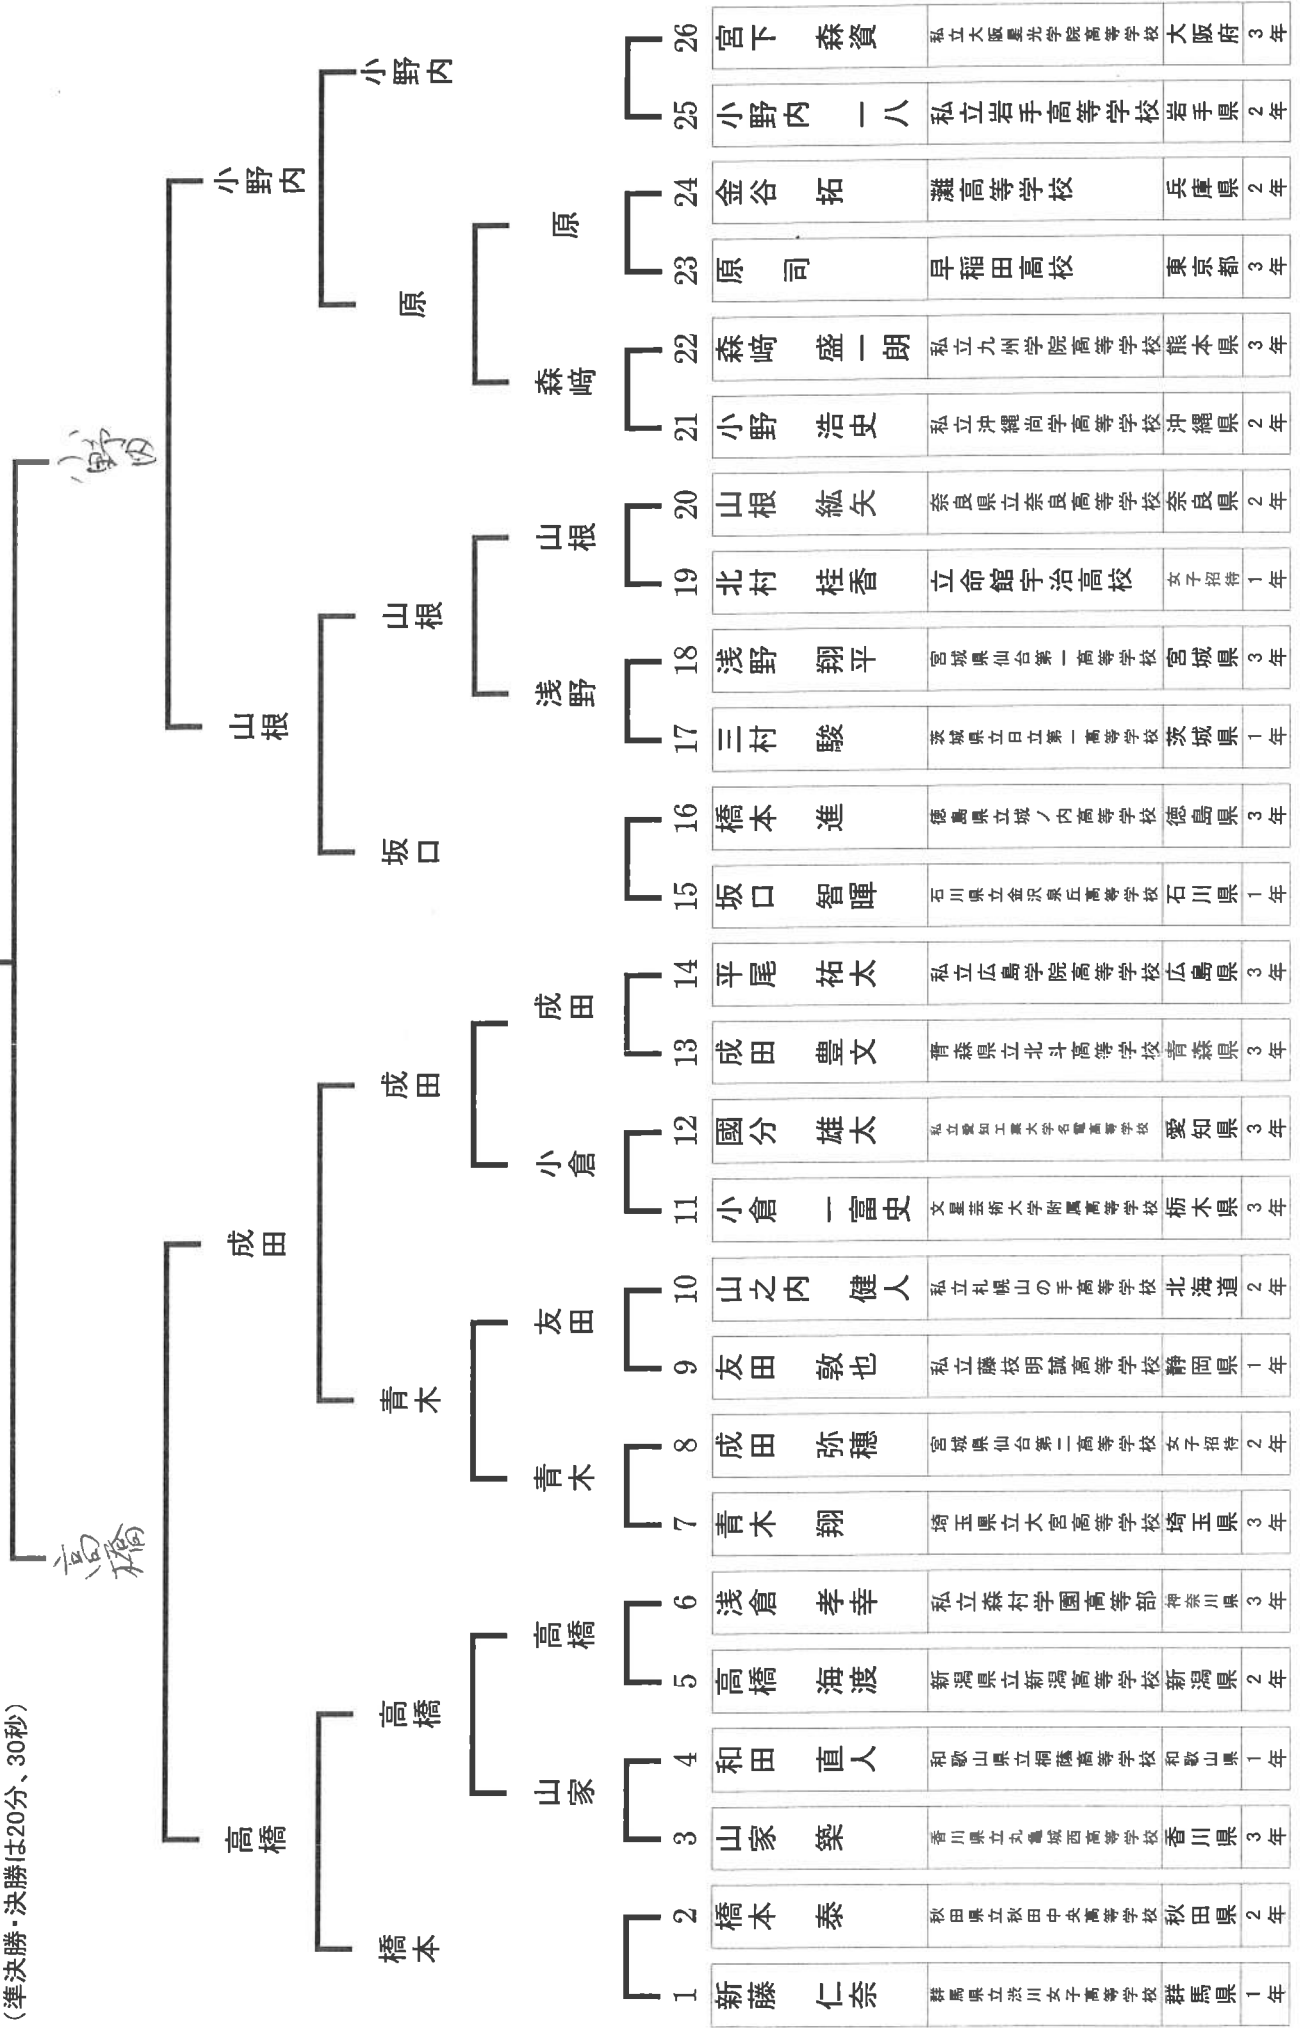 (準決勝・決勝は20分、30秒)
高橋
小野内
高橋
成田
山根
小野内
橋本
高橋
青木
成田
坂口
山根
原
小野内
山家
高橋
青木
友田
小倉
成田
浅野
山根
森﨑
原
1 新藤 仁奈 群馬県立渋川女子高等学校 群馬県 1年
2 橋本 泰 秋田県立秋田中央高等学校 秋田県 2年
3 山家 築 香川県立丸亀城西高等学校 香川県 3年
4 和田 直人 和歌山県立桐蔭高等学校 和歌山県 1年
5 高橋 海渡 新潟県立新潟高等学校 新潟県 2年
6 浅倉 孝幸 私立森村学園高等部 神奈川県 3年
7 青木 翔 埼玉県立大宮高等学校 埼玉県 3年
8 成田 弥穂 宮城県仙台第二高等学校 女子招待 2年
9 友田 敦也 私立藤枝明誠高等学校 静岡県 1年
10 山之内 健人 私立札幌山の手高等学校 北海道 2年
11 小倉 一富史 文星芸術大学附属高等学校 栃木県 3年
12 國分 雄太 私立愛知工業大学名電高等学校 愛知県 3年
13 成田 豊文 青森県立北斗高等学校 青森県 3年
14 平尾 祐太 私立広島学院高等学校 広島県 3年
15 坂口 智暉 石川県立金沢泉丘高等学校 石川県 1年
16 橋本 進 徳島県立城ノ内高等学校 徳島県 3年
17 三村 駿 茨城県立日立第一高等学校 茨城県 1年
18 浅野 翔平 宮城県仙台第一高等学校 宮城県 3年
19 北村 桂香 立命館宇治高校 女子招待 1年
20 山根 紘矢 奈良県立奈良高等学校 奈良県 2年
21 小野 浩史 私立沖縄尚学高等学校 沖縄県 2年
22 森﨑 盛一朗 私立九州学院高等学校 熊本県 3年
23 原 司 早稲田高校 東京都 3年
24 金谷 拓 灘高等学校 兵庫県 2年
25 小野内 一八 私立岩手高等学校 岩手県 2年
26 宮下 森資 私立大阪星光学院高等学校 大阪府 3年